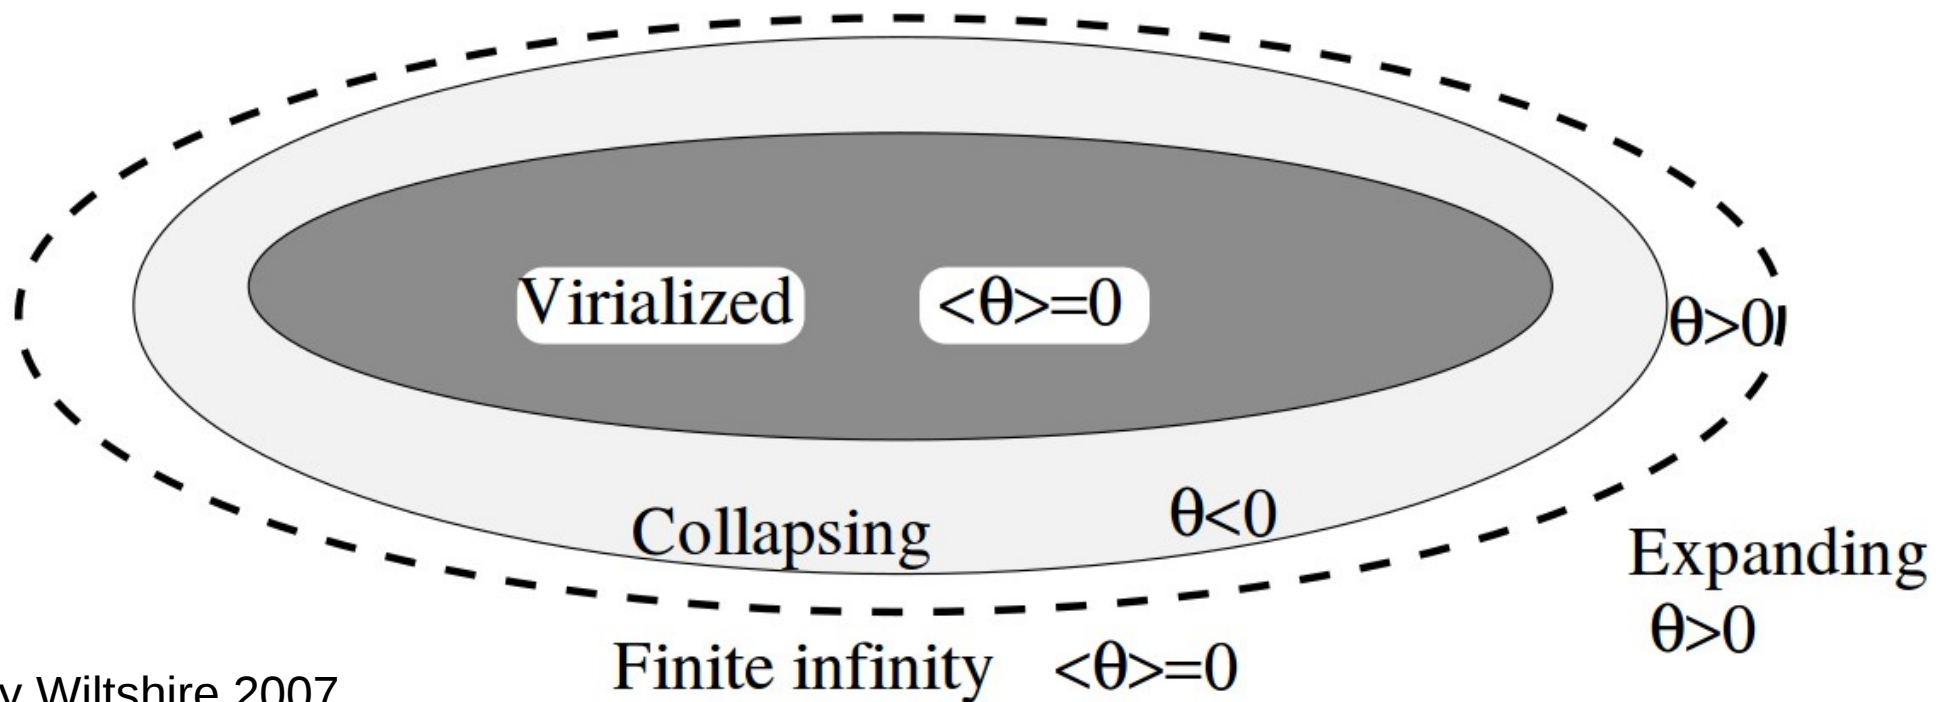 Virialized <θ>=0
θ>0
Collapsing θ<0
Expanding
θ>0
Finite infinity <θ>=0
y Wiltshire 2007